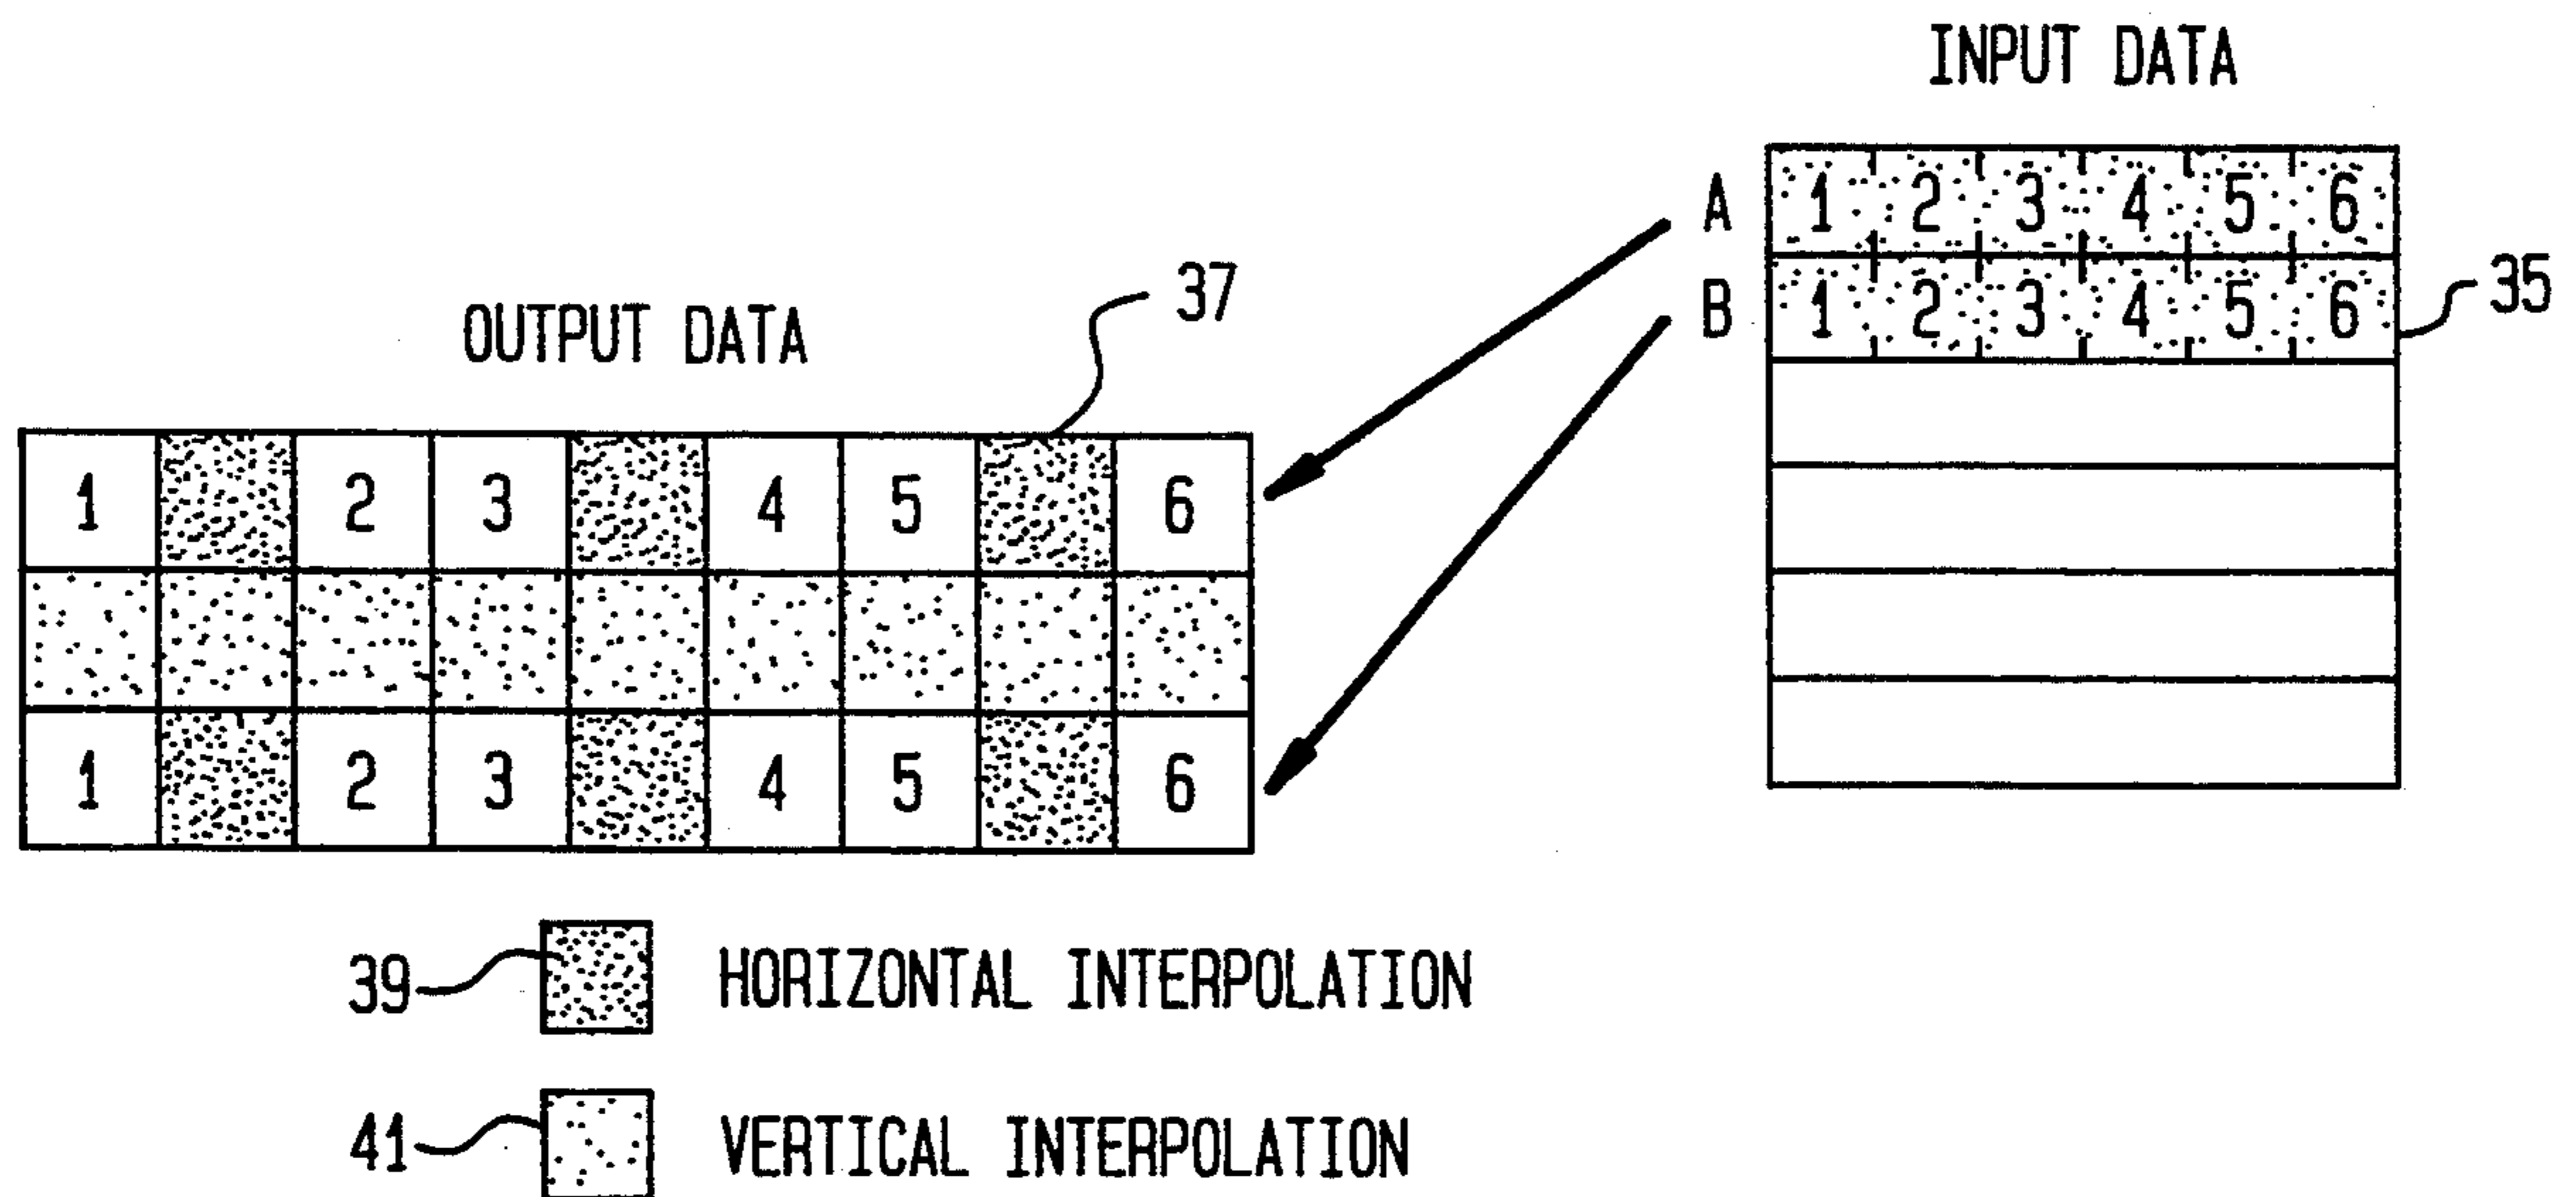 INPUT DATA
A 1 2 3 4 5 6
B 1 2 3 4 5 6
35
37
OUTPUT DATA
1 2 3 4 5 6
1 2 3 4 5 6
39 HORIZONTAL INTERPOLATION
41 VERTICAL INTERPOLATION